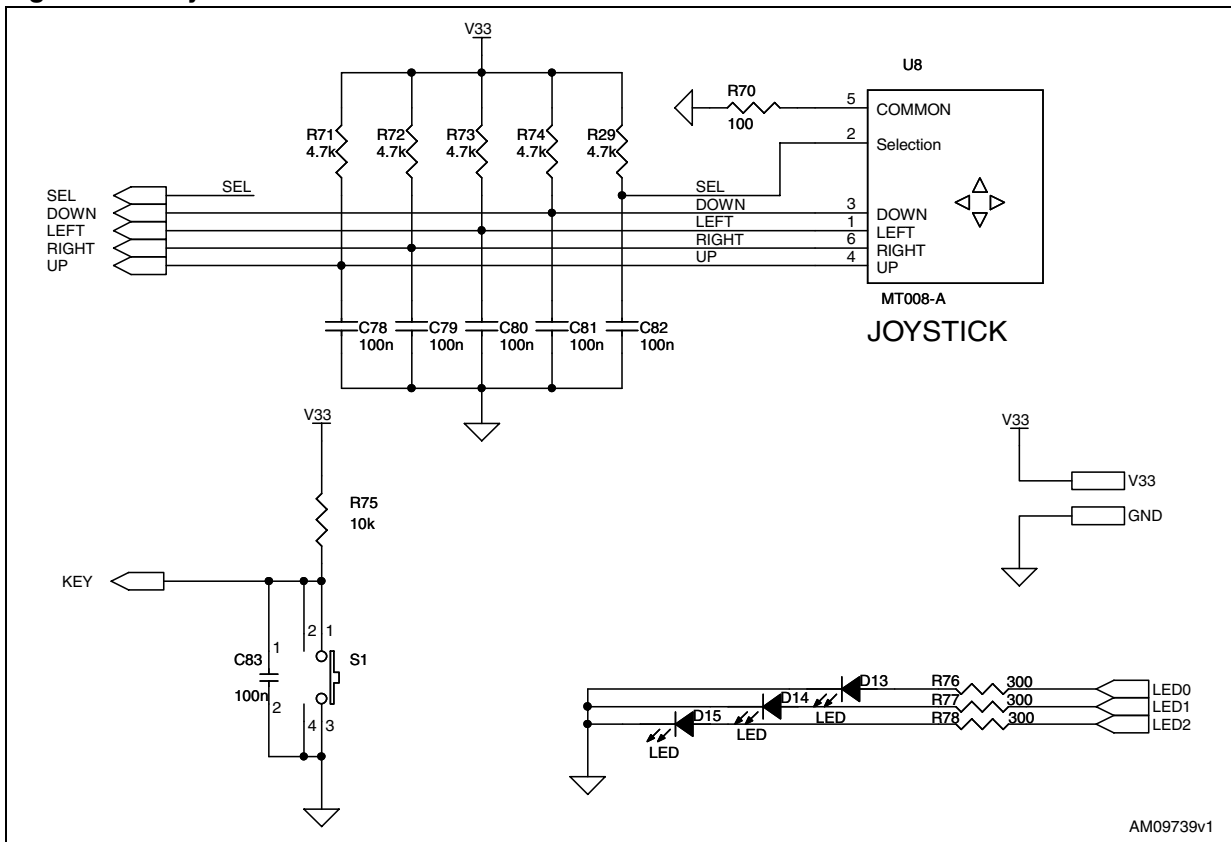 V33
U8
R70
5
COMMON
100
R71
4.7k
R72
4.7k
R73
4.7k
R74
4.7k
R29
4.7k
2
Selection
SEL
SEL
SEL
DOWN
DOWN
3
DOWN
LEFT
LEFT
1
LEFT
RIGHT
RIGHT
6
RIGHT
UP
UP
4
UP
MT008-A
JOYSTICK
C78
100n
C79
100n
C80
100n
C81
100n
C82
100n
V33
V33
R75
10k
V33
GND
KEY
2 1
1
C83
S1
100n
2
4 3
D13
R76
300
LED0
D14
R77
300
LED1
D15
R78
300
LED2
LED
LED
LED
AM09739v1